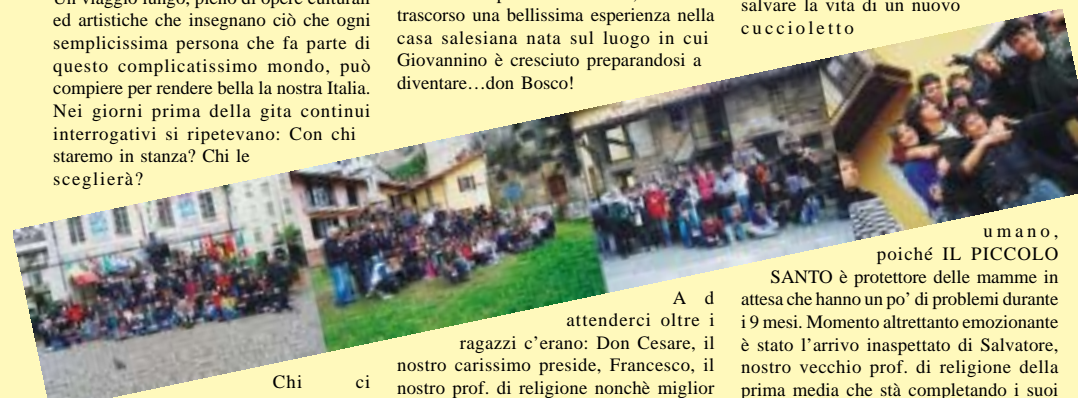 Un viaggio lungo, pieno di opere culturali
ed artistiche che insegnano ciò che ogni
semplicissima persona che fa parte di
questo complicatissimo mondo, può
compiere per rendere bella la nostra Italia.
Nei giorni prima della gita continui
interrogativi si ripetevano: Con chi
staremo in stanza? Chi le
sceglierà?
Chi ci
trascorso una bellissima esperienza nella
casa salesiana nata sul luogo in cui
Giovannino è cresciuto preparandosi a
diventare…don Bosco!
Ad
attenderci oltre i
ragazzi c'erano: Don Cesare, il
nostro carissimo preside, Francesco, il
nostro prof. di religione nonchè miglior
salvare la vita di un nuovo
cuccioletto
umano,
poiché IL PICCOLO
SANTO è protettore delle mamme in
attesa che hanno un po' di problemi durante
i 9 mesi. Momento altrettanto emozionante
è stato l'arrivo inaspettato di Salvatore,
nostro vecchio prof. di religione della
prima media che stà completando i suoi